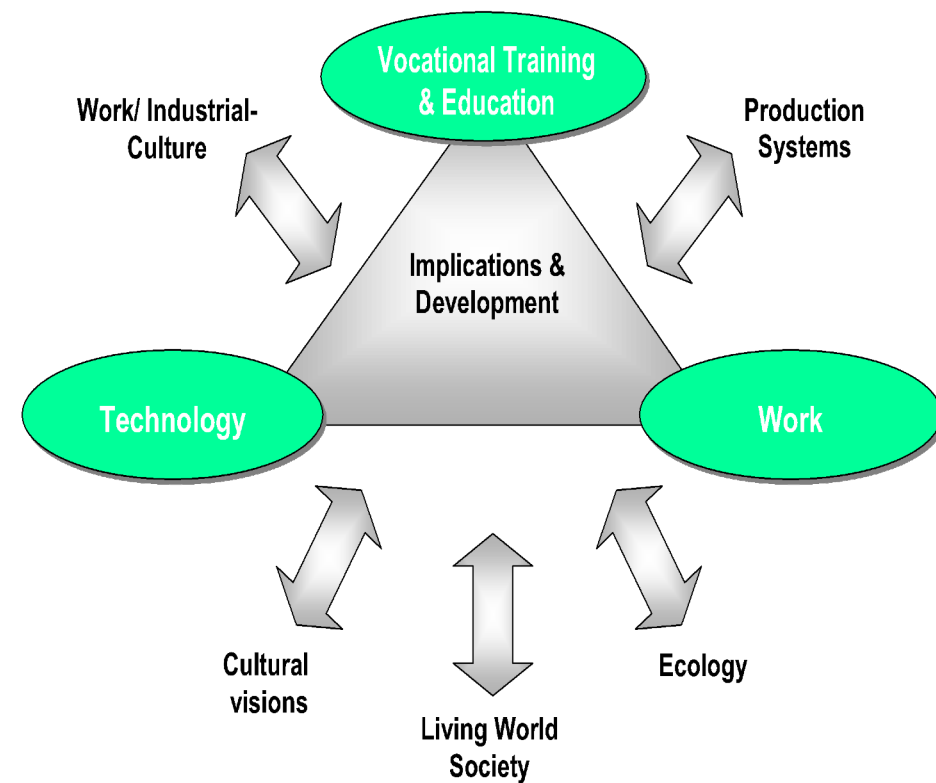 Vocational Training
& Education
Work/ Industrial-
Culture
Production
Systems
Implications &
Development
Technology
Work
Cultural
visions
Living World
Society
Ecology